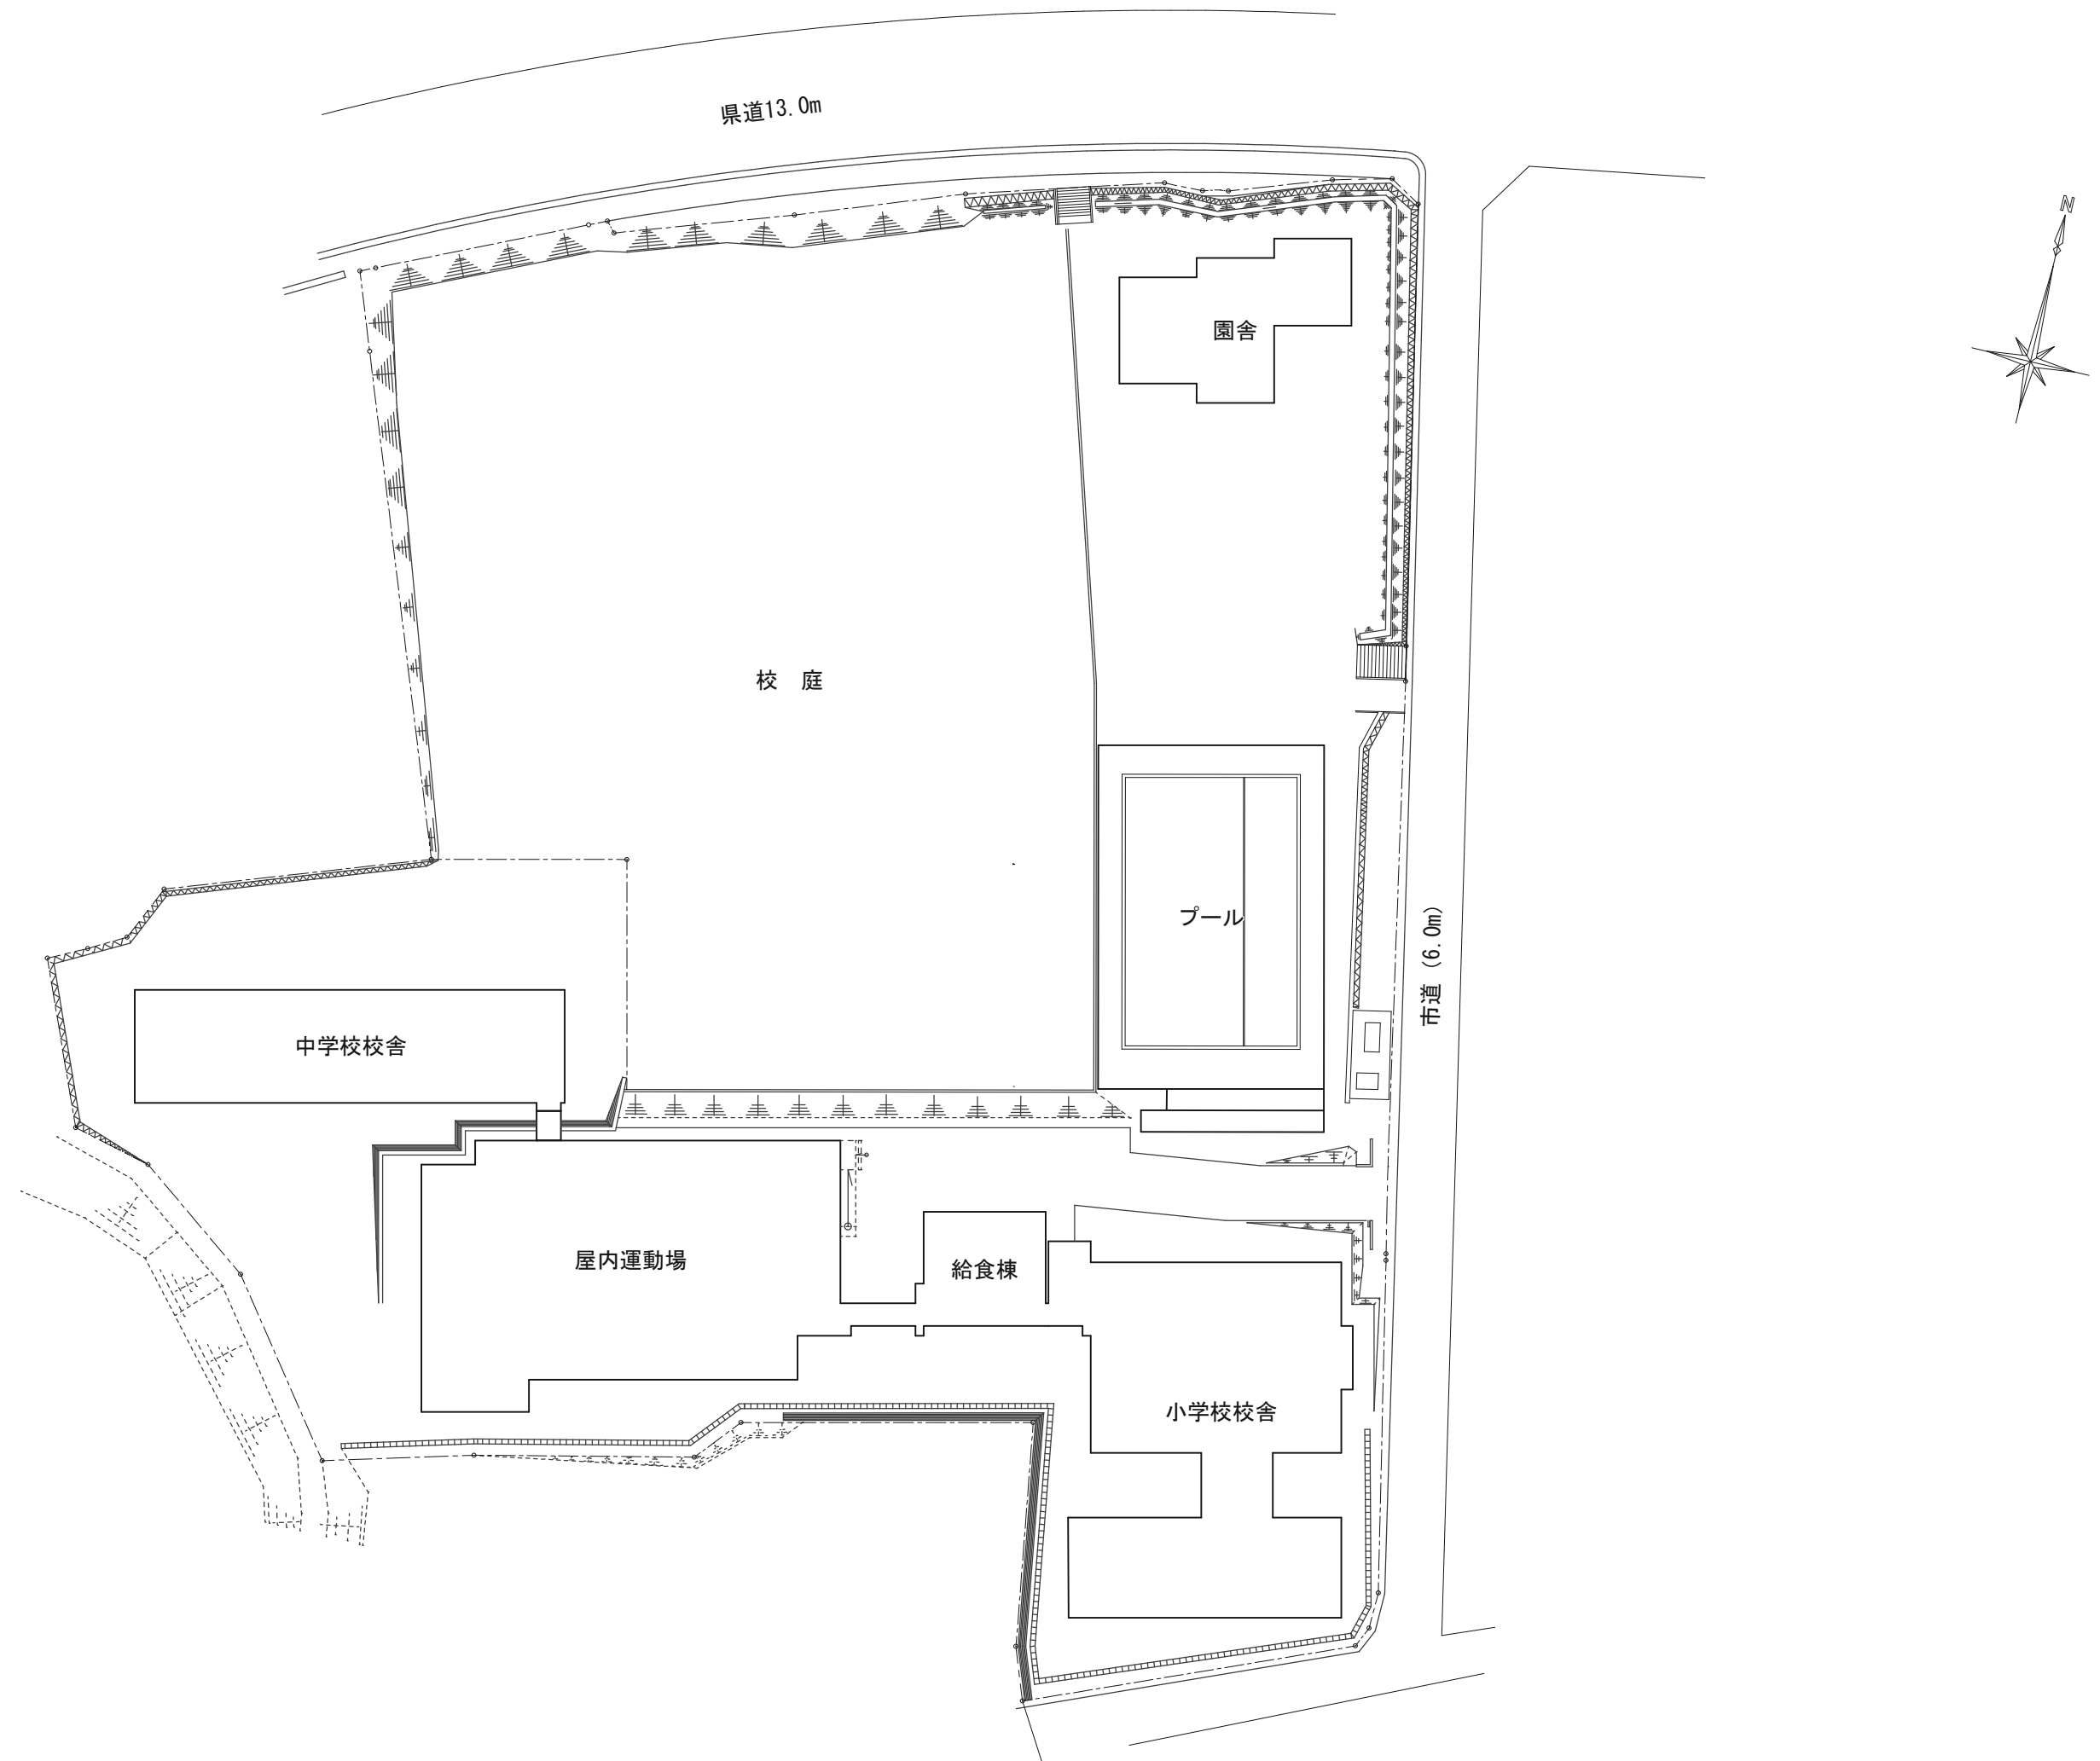 県道13.0m
N
園舎
校　庭
プール
市道 (6.0m)
中学校校舎
屋内運動場
給食棟
小学校校舎